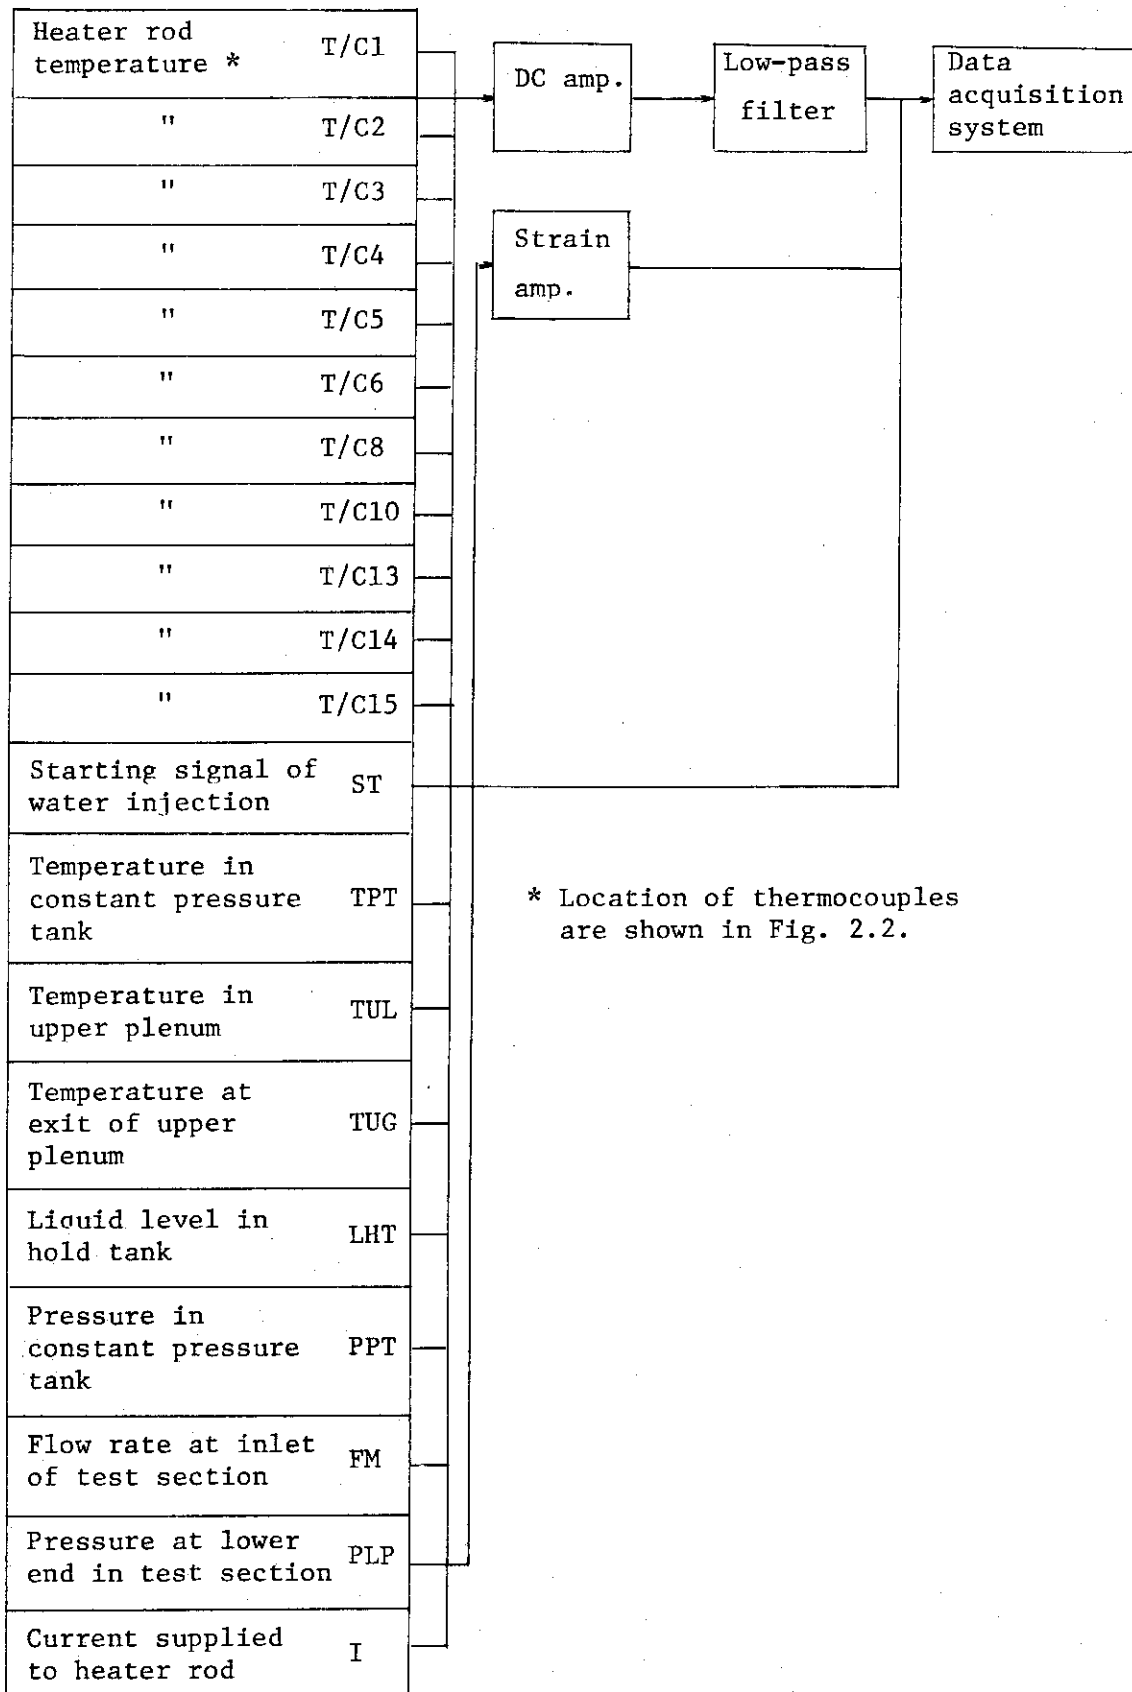 Heater rod
temperature * T/C1
" T/C2
" T/C3
" T/C4
" T/C5
" T/C6
" T/C8
" T/C10
" T/C13
" T/C14
" T/C15
Starting signal of
water injection ST
Temperature in
constant pressure TPT
tank
Temperature in
upper plenum TUL
Temperature at
exit of upper TUG
plenum
Liquid level in
hold tank LHT
Pressure in
constant pressure PPT
tank
Flow rate at inlet
of test section FM
Pressure at lower
end in test section PLP
Current supplied
to heater rod I
DC amp.
Low-pass
filter
Data
acquisition
system
Strain
amp.
* Location of thermocouples
are shown in Fig. 2.2.